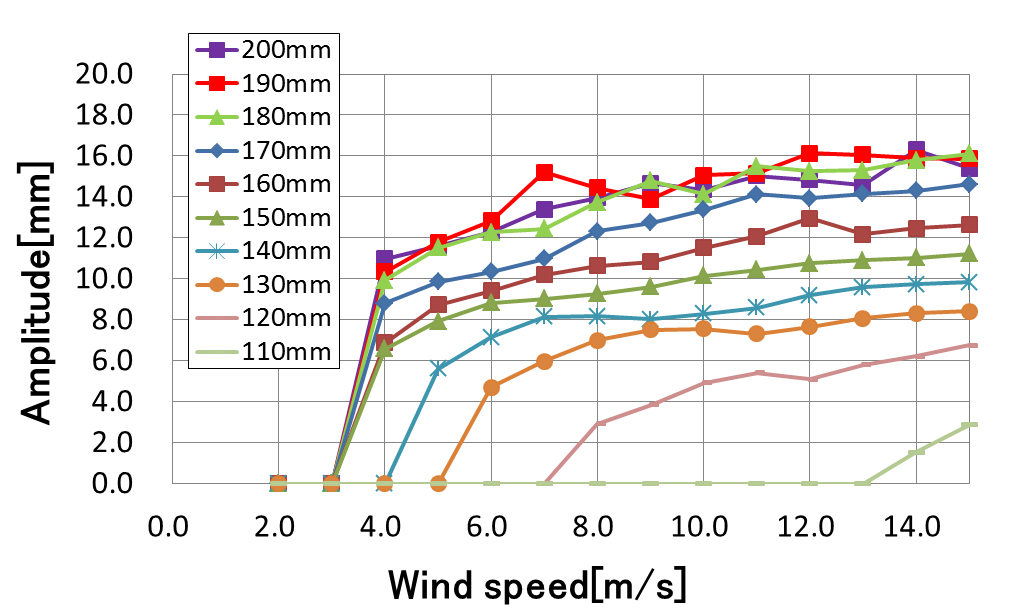 200mm
190mm
180mm
170mm
160mm
150mm
140mm
130mm
120mm
110mm
20.0
18.0
16.0
14.0
12.0
10.0
8.0
6.0
4.0
2.0
0.0
Amplitude[mm]
0.0 2.0 4.0 6.0 8.0 10.0 12.0 14.0
Wind speed[m/s]